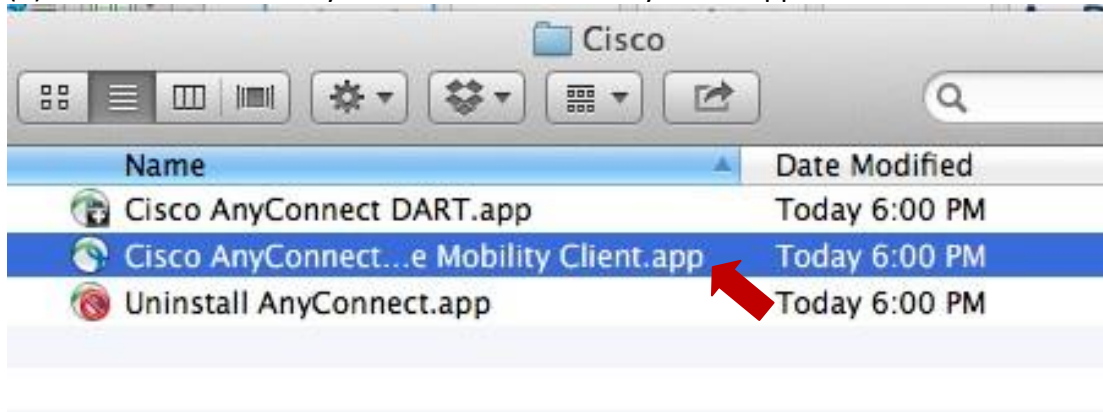 Cisco
Name Date Modified
Cisco AnyConnect DART.app Today 6:00 PM
Cisco AnyConnect...e Mobility Client.app Today 6:00 PM
Uninstall AnyConnect.app Today 6:00 PM